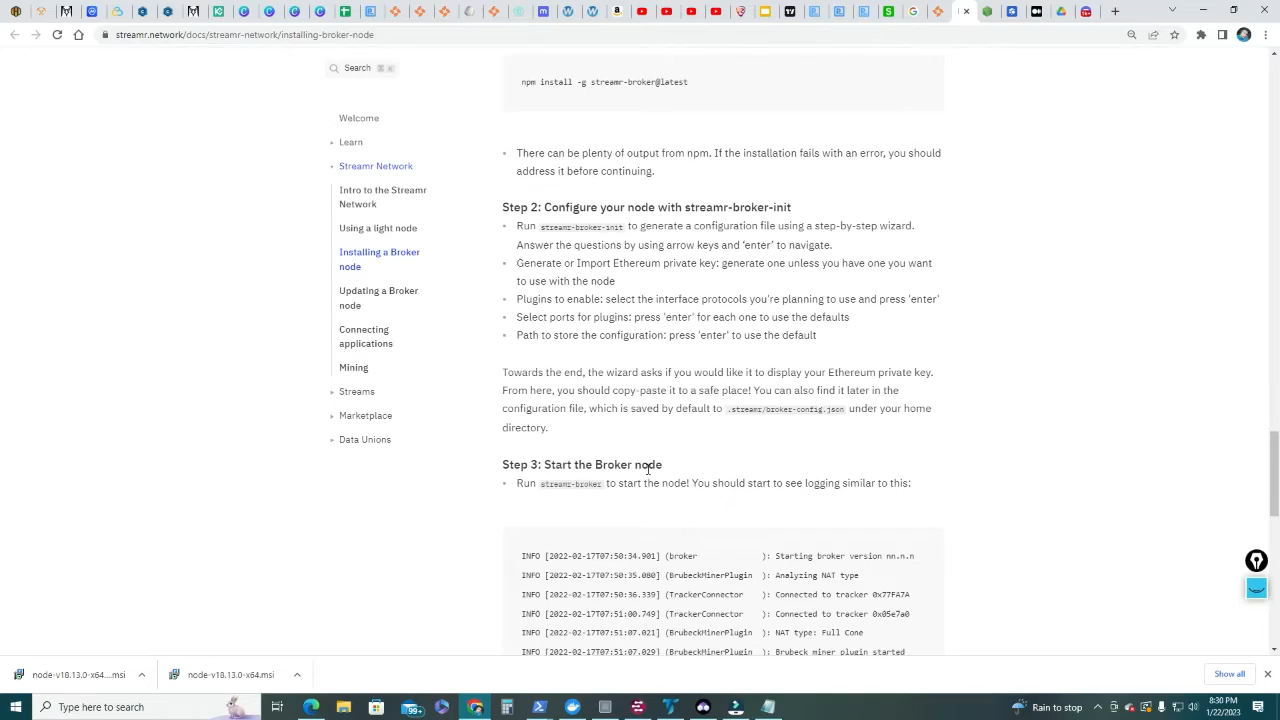 streamr.network/docs/streamr-network/installing-broker-node
Search ⌘ K
npm install -g streamr-broker@latest
Welcome
Learn
Streamr Network
Intro to the Streamr
Network
Using a light node
Installing a Broker
node
Updating a Broker
node
Connecting
applications
Mining
Streams
Marketplace
Data Unions
• There can be plenty of output from npm. If the installation fails with an error, you should
address it before continuing.
Step 2: Configure your node with streamr-broker-init
• Run streamr-broker-init to generate a configuration file using a step-by-step wizard.
Answer the questions by using arrow keys and ‘enter’ to navigate.
• Generate or Import Ethereum private key: generate one unless you have one you want
to use with the node
• Plugins to enable: select the interface protocols you're planning to use and press 'enter'
• Select ports for plugins: press 'enter' for each one to use the defaults
• Path to store the configuration: press 'enter' to use the default
Towards the end, the wizard asks if you would like it to display your Ethereum private key.
From here, you should copy-paste it to a safe place! You can also find it later in the
configuration file, which is saved by default to .streamr/broker-config.json under your home
directory.
Step 3: Start the Broker node
• Run streamr-broker to start the node! You should start to see logging similar to this:
INFO [2022-02-17T07:50:34.901] (broker ): Starting broker version nn.n.n
INFO [2022-02-17T07:50:35.080] (BrubeckMinerPlugin ): Analyzing NAT type
INFO [2022-02-17T07:50:36.339] (TrackerConnector ): Connected to tracker 0x77FA7A
INFO [2022-02-17T07:51:00.749] (TrackerConnector ): Connected to tracker 0x05e7a0
INFO [2022-02-17T07:51:07.021] (BrubeckMinerPlugin ): NAT type: Full Cone
INFO [2022-02-17T07:51:07.029] (BrubeckMinerPlugin ): Brubeck miner plugin started
node-v18.13.0-x64....msi
node-v18.13.0-x64.msi
Show all
Type here to search
99+
Rain to stop
8:30 PM
1/22/2023